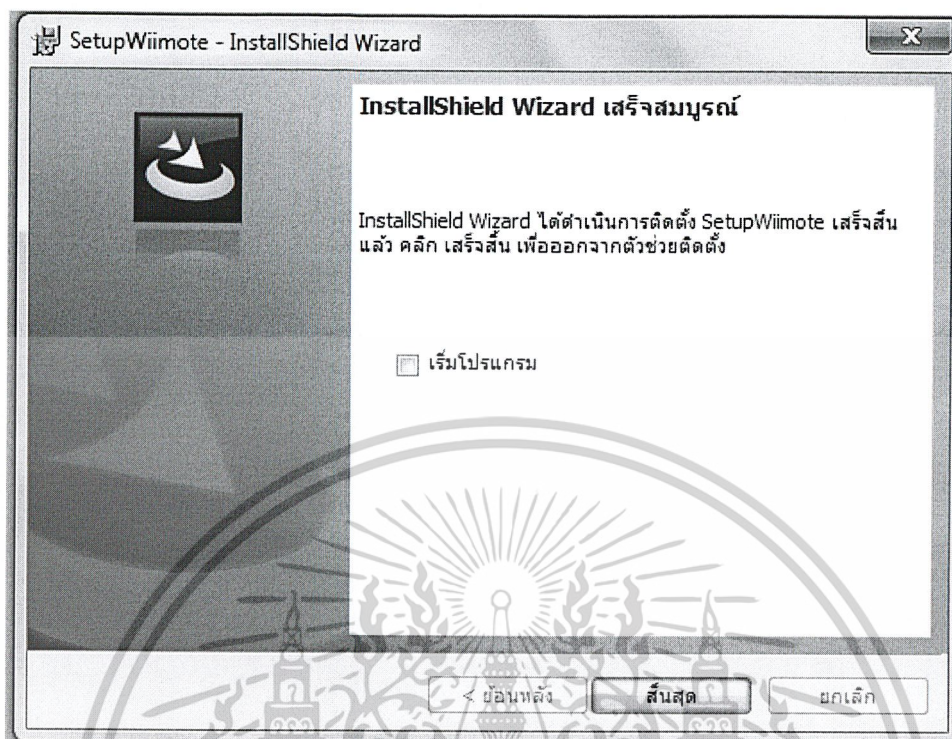 SetupWiimote - InstallShield Wizard
InstallShield Wizard เสร็จสมบูรณ์
InstallShield Wizard ได้ดำเนินการติดตั้ง SetupWiimote เสร็จสิ้น
แล้ว คลิก เสร็จสิ้น เพื่อออกจากตัวช่วยติดตั้ง
เริ่มโปรแกรม
< ย้อนหลัง
สิ้นสุด
ยกเลิก